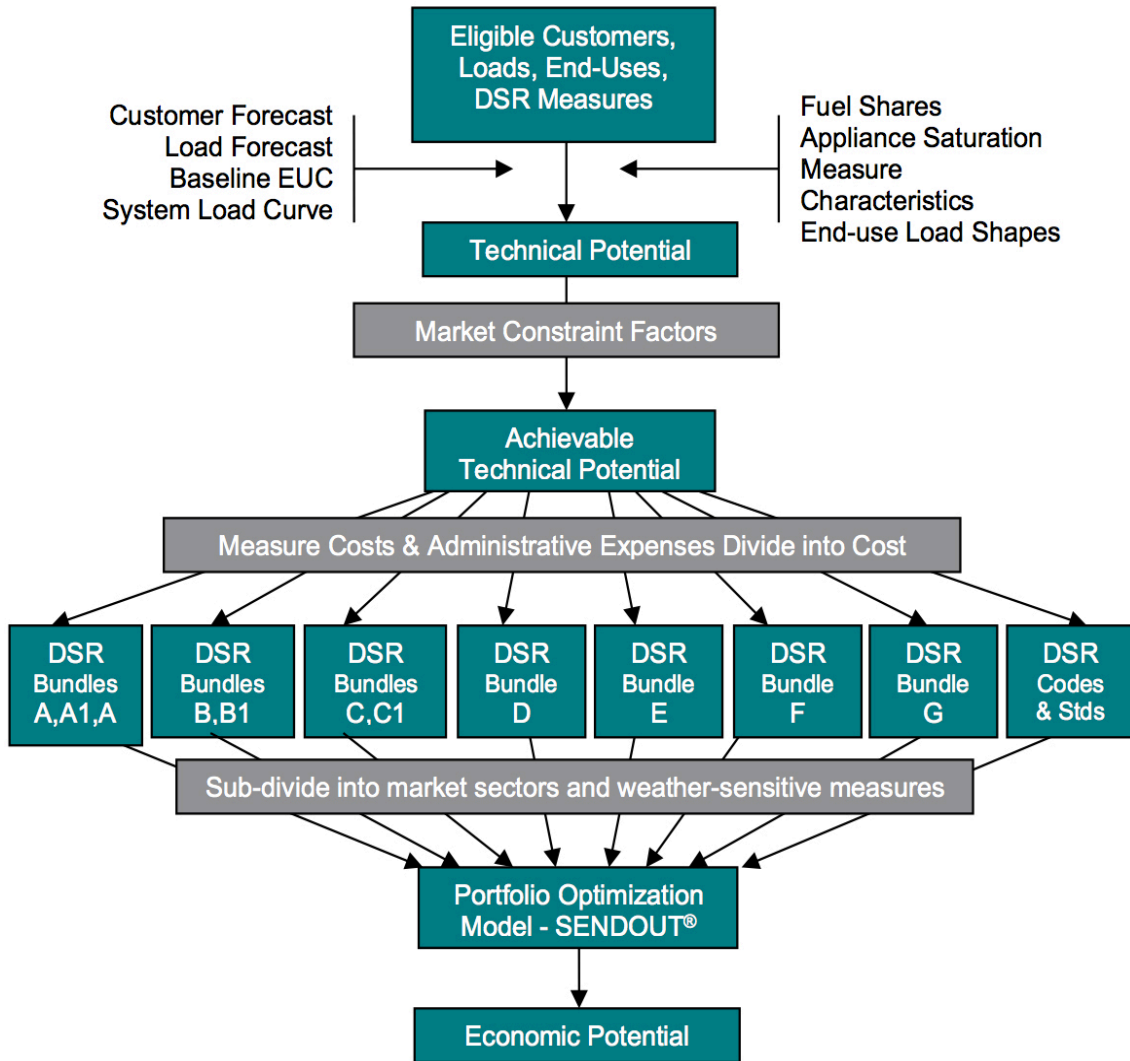 Eligible Customers,
Loads, End-Uses,
DSR Measures
Customer Forecast
Load Forecast
Baseline EUC
System Load Curve
Fuel Shares
Appliance Saturation
Measure
Characteristics
End-use Load Shapes
Technical Potential
Market Constraint Factors
Achievable
Technical Potential
Measure Costs & Administrative Expenses Divide into Cost
DSR
Bundles
A,A1,A
DSR
Bundles
B,B1
DSR
Bundles
C,C1
DSR
Bundle
D
DSR
Bundle
E
DSR
Bundle
F
DSR
Bundle
G
DSR
Codes
& Stds
Sub-divide into market sectors and weather-sensitive measures
Portfolio Optimization
Model - SENDOUT®
Economic Potential